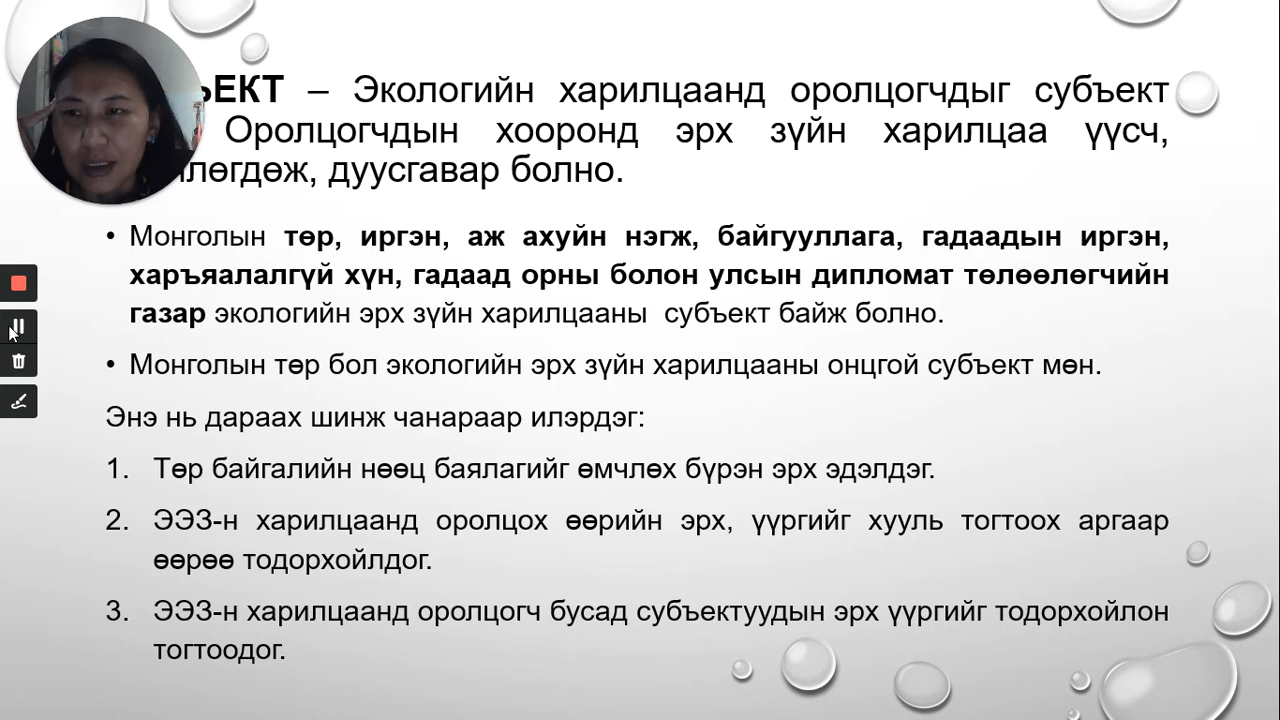 ЪЕКТ – Экологийн харилцаанд оролцогчдыг субъект
Оролцогчдын хооронд эрх зүйн харилцаа үүсч,
лөгдөж, дуусгавар болно.
• Монголын төр, иргэн, аж ахуйн нэгж, байгууллага, гадаадын иргэн,
харъяалалгүй хүн, гадаад орны болон улсын дипломат төлөөлөгчийн
газар экологийн эрх зүйн харилцааны субъект байж болно.
• Монголын төр бол экологийн эрх зүйн харилцааны онцгой субъект мөн.
Энэ нь дараах шинж чанараар илэрдэг:
1. Төр байгалийн нөөц баялагийг өмчлөх бүрэн эрх эдэлдэг.
2. ЭЭЗ-н харилцаанд оролцох өөрийн эрх, үүргийг хууль тогтоох аргаар
өөрөө тодорхойлдог.
3. ЭЭЗ-н харилцаанд оролцогч бусад субъектуудын эрх үүргийг тодорхойлон
тогтоодог.